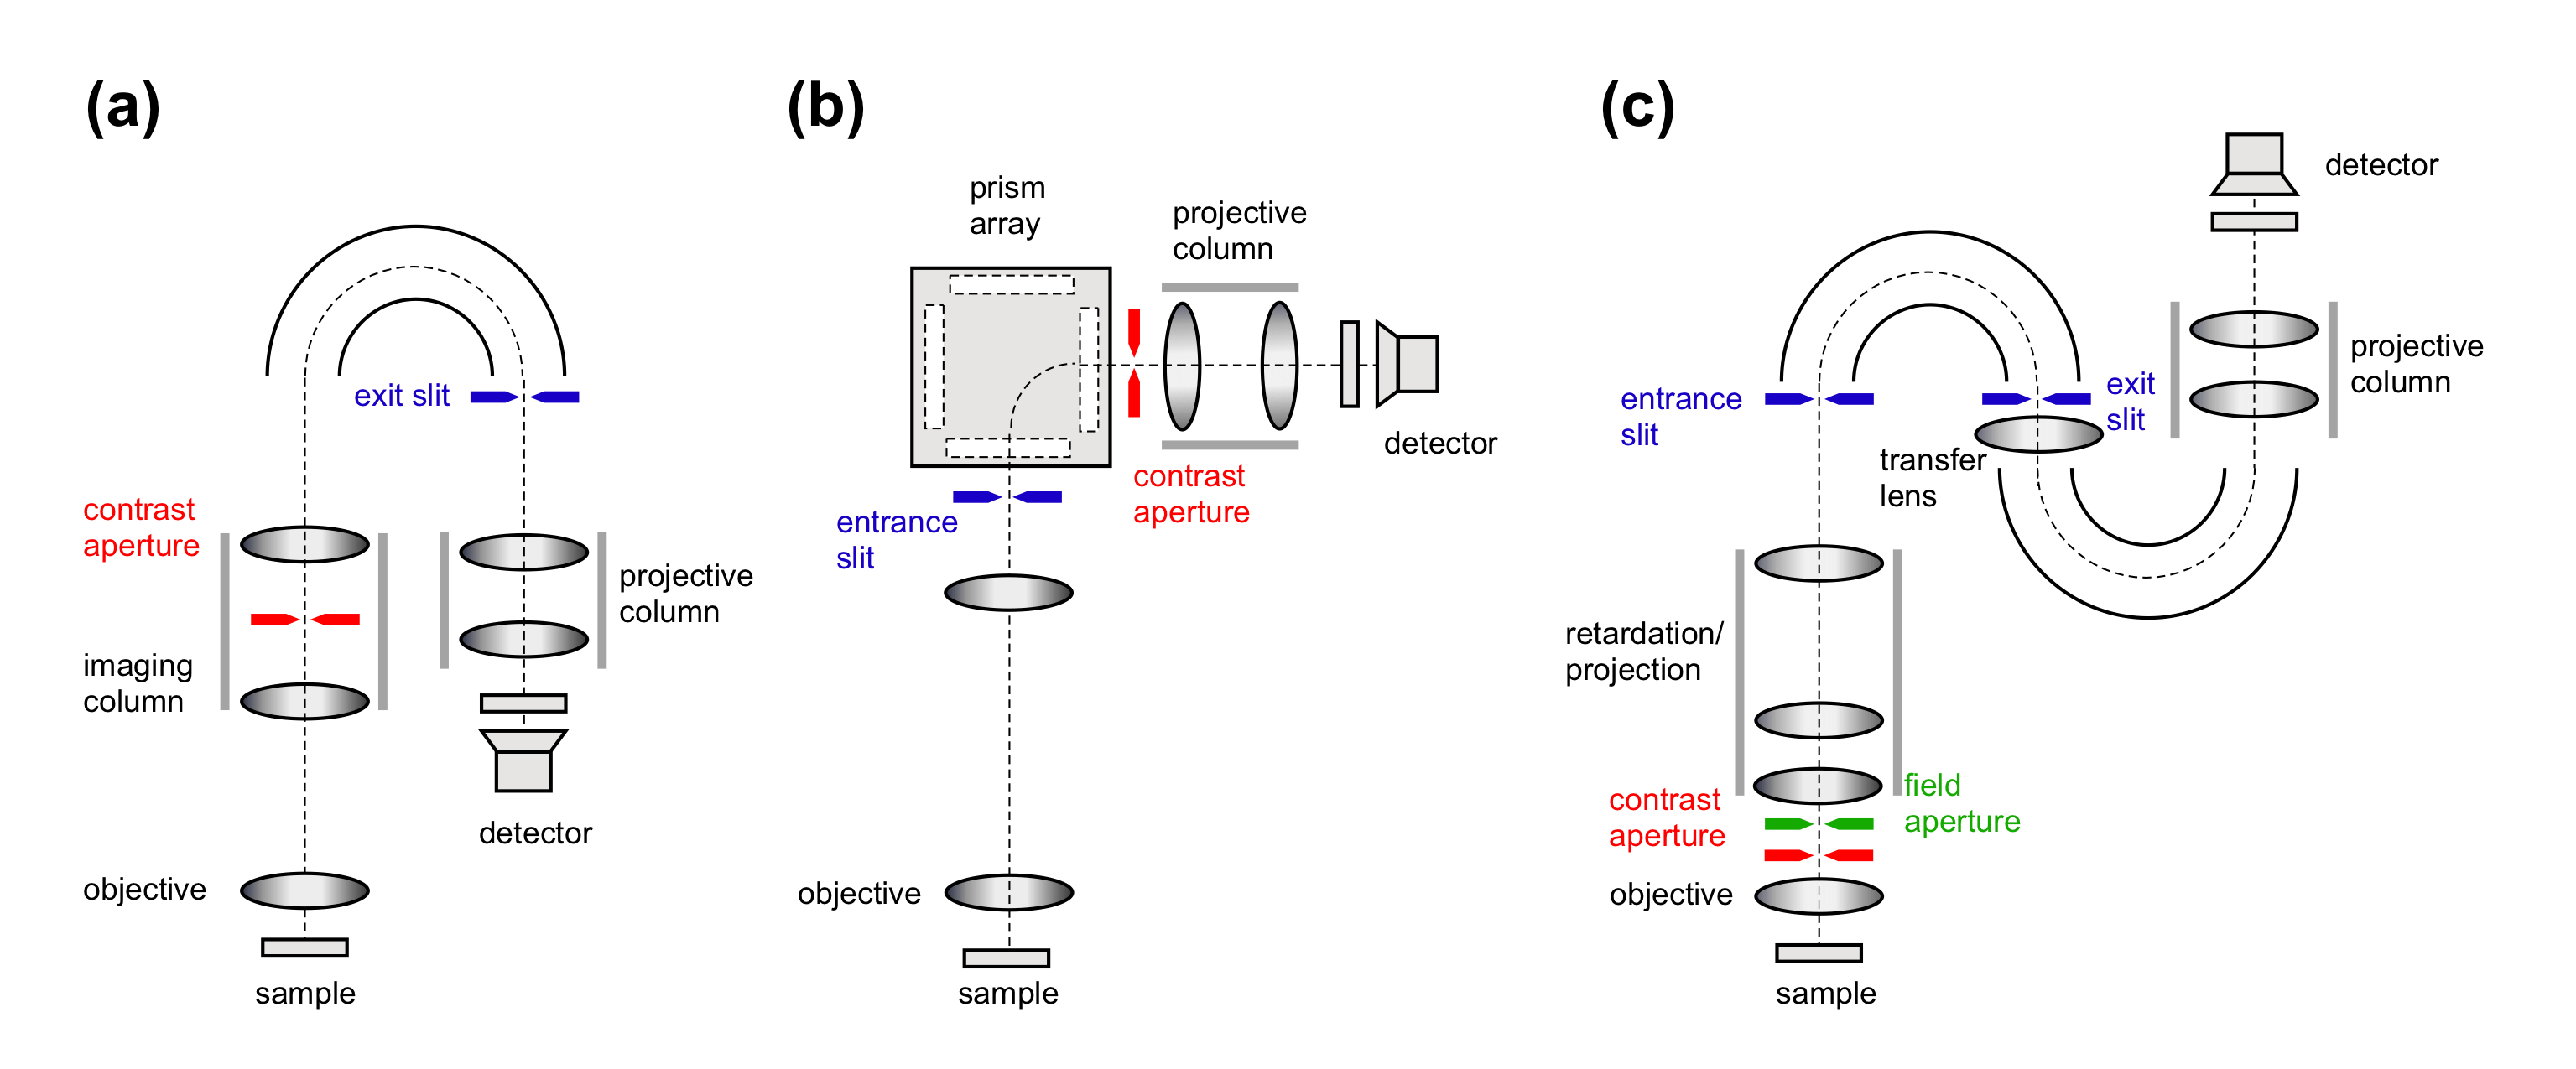 (a)
exit slit
contrast
aperture
imaging
column
projective
column
detector
objective
sample
(b)
prism
array
projective
column
detector
contrast
aperture
entrance
slit
objective
sample
(c)
detector
projective
column
entrance
slit
exit
slit
transfer
lens
retardation/
projection
field
aperture
contrast
aperture
objective
sample